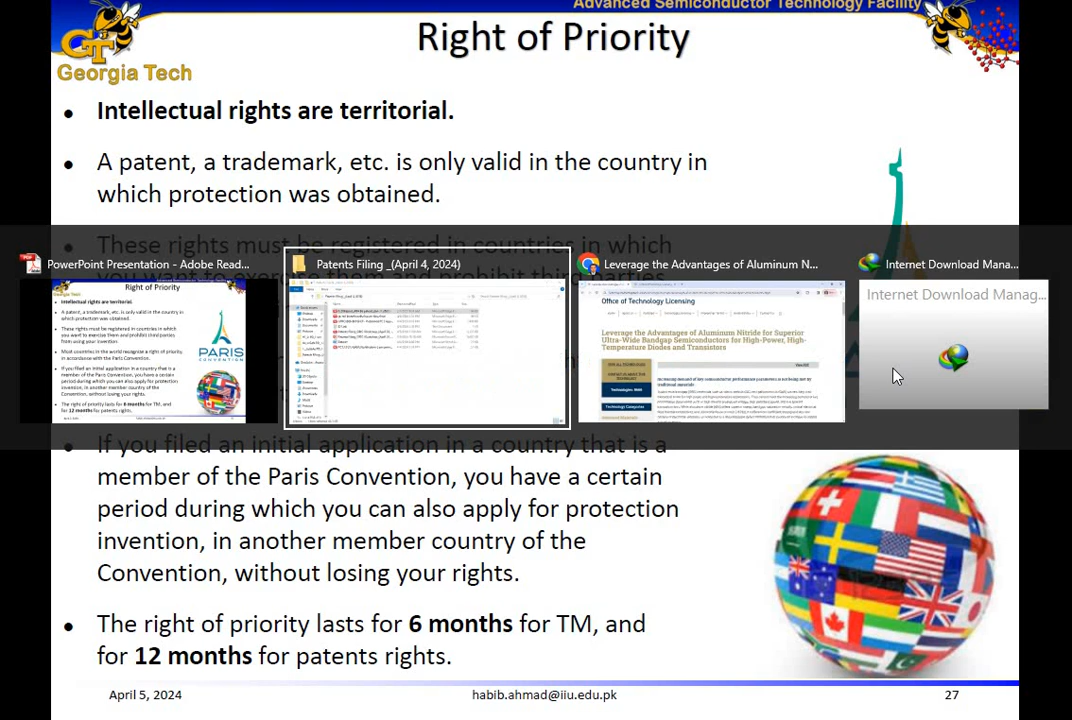 Advanced Semiconductor Technology Facility
Right of Priority
GT
Georgia Tech
• Intellectual rights are territorial.
• A patent, a trademark, etc. is only valid in the country in
which protection was obtained.
• These rights must be registered in countries in which
you want to exercise them and prohibit third parties
PowerPoint Presentation - Adobe Read...
Patents Filing _(April 4, 2024)
Leverage the Advantages of Aluminum N...
Internet Download Mana...
Right of Priority
Georgia Tech
Intellectual rights are territorial.
A patent, a trademark, etc. is only valid in the country in
which protection was obtained.
These rights must be registered in countries in which
you want to exercise them and prohibit third parties
from using your invention.
Most countries in the world recognize a right of priority,
in accordance with the Paris Convention.
If you filed an initial application in a country that is a
member of the Paris Convention, you have a certain
period during which you can also apply for protection
invention, in another member country of the
Convention, without losing your rights.
The right of priority lasts for 6 months for TM, and
for 12 months for patents rights.
PARIS
CONVENTION
Office of Technology Licensing
Leverage the Advantages of Aluminum Nitride for Superior
Ultra-Wide Bandgap Semiconductors for High-Power, High-
Temperature Diodes and Transistors
Technology Categories
Internet Download Manag...
• If you filed an initial application in a country that is a
member of the Paris Convention, you have a certain
period during which you can also apply for protection
invention, in another member country of the
Convention, without losing your rights.
• The right of priority lasts for 6 months for TM, and
for 12 months for patents rights.
April 5, 2024
habib.ahmad@iiu.edu.pk
27